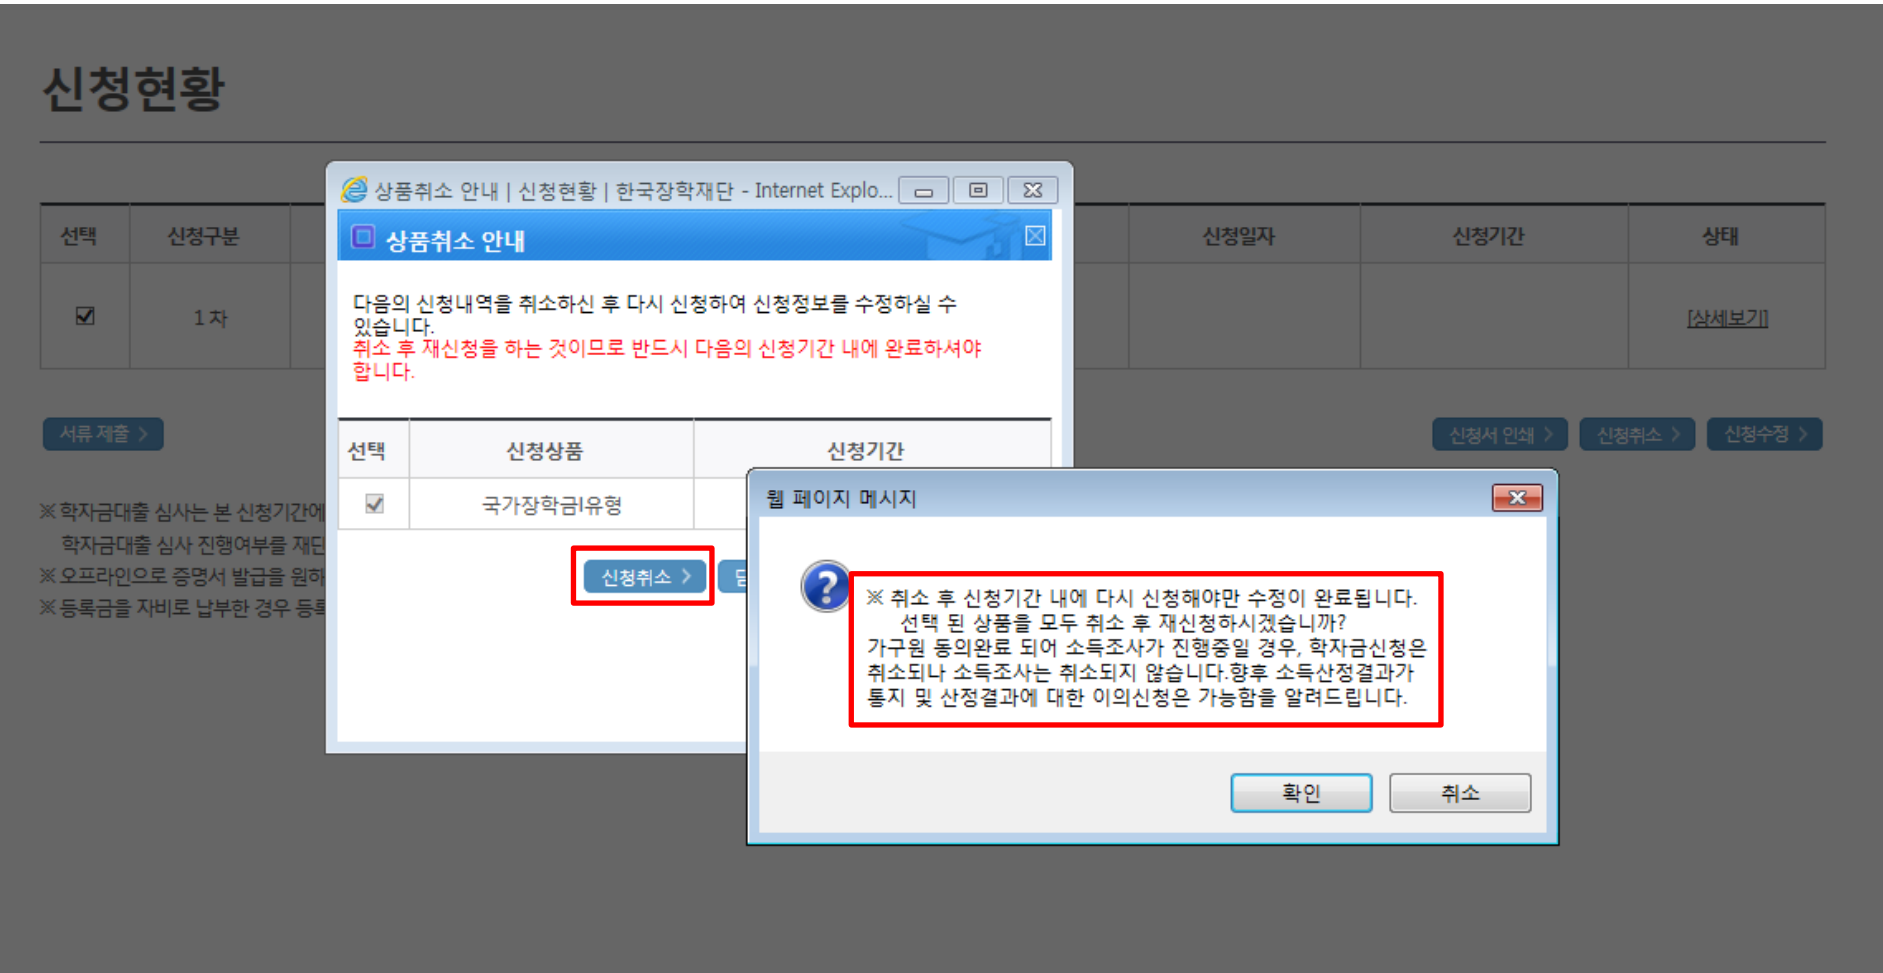 신청현황
상품취소 안내 | 신청현황 | 한국장학재단 - Internet Explo...
상품취소 안내
다음의 신청내역을 취소하신 후 다시 신청하여 신청정보를 수정하실 수
있습니다.
취소 후 재신청을 하는 것이므로 반드시 다음의 신청기간 내에 완료하셔야
합니다.
선택 신청상품 신청기간
국가장학금I유형
신청취소 >
선택 신청구분 신청일자 신청기간 상태
1차 [상세보기]
서류 제출 > 신청서 인쇄 > 신청취소 > 신청수정 >
※ 학자금대출 심사는 본 신청기간에
학자금대출 심사 진행여부를 재단
※ 오프라인으로 증명서 발급을 원하
※ 등록금을 자비로 납부한 경우 등록
웹 페이지 메시지
※ 취소 후 신청기간 내에 다시 신청해야만 수정이 완료됩니다.
선택 된 상품을 모두 취소 후 재신청하시겠습니까?
가구원 동의완료 되어 소득조사가 진행중일 경우, 학자금신청은
취소되나 소득조사는 취소되지 않습니다.향후 소득산정결과가
통지 및 산정결과에 대한 이의신청은 가능함을 알려드립니다.
확인 취소